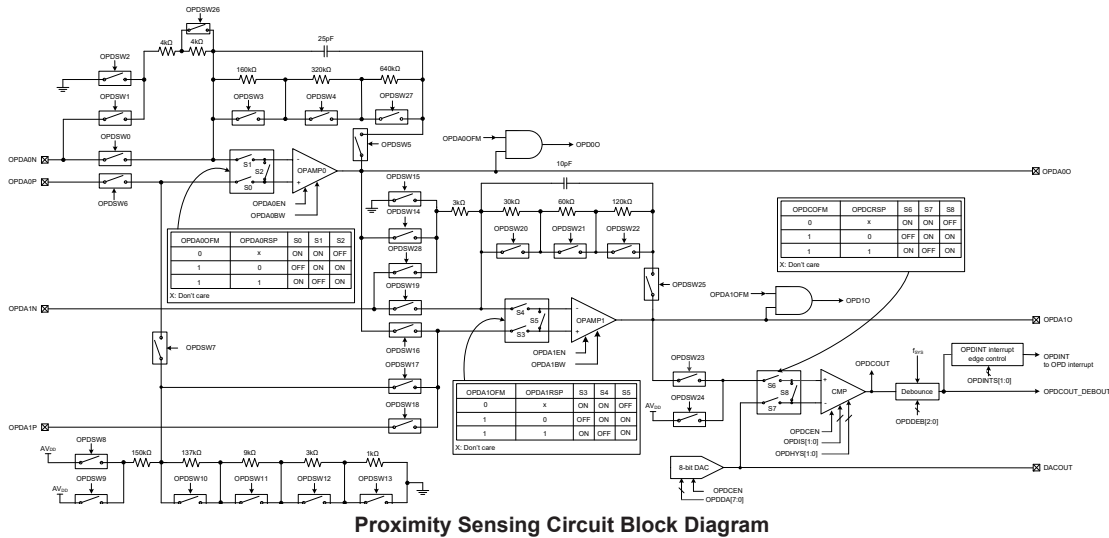 OPDSW26
4kΩ 4kΩ
25pF
OPDSW2
160kΩ 320kΩ 640kΩ
OPDSW1
OPDSW3 OPDSW4 OPDSW27
OPDSW0
OPDSW5
OPDA0OFM
OPD0O
OPDA0N
S1
S2
S0
-
+
OPAMP0
10pF
OPDA0O
OPDA0P
OPDSW6
OPDA0EN
OPDA0BW
OPDSW15
OPDSW14
3kΩ
30kΩ 60kΩ 120kΩ
OPDSW20 OPDSW21 OPDSW22
OPDSW28
OPDA0OFM OPDA0RSP S0 S1 S2
0 x ON ON OFF
1 0 OFF ON ON
1 1 ON OFF ON
X: Don't care
OPDCOFM OPDCRSP S6 S7 S8
0 x ON ON OFF
1 0 OFF ON ON
1 1 ON OFF ON
X: Don't care
OPDSW19
OPDSW25
OPDA1OFM
OPD1O
OPDA1N
S4
S5
S3
-
+
OPAMP1
OPDA1O
OPDSW7
OPDSW16
OPDA1EN
OPDA1BW
OPDSW17
OPDSW18
OPDA1P
OPDA1OFM OPDA1RSP S3 S4 S5
0 x ON ON OFF
1 0 OFF ON ON
1 1 ON OFF ON
X: Don't care
OPDSW23
OPDSW24
AVDD
S6
S8
S7
+
-
CMP
OPDCOUT
fSYS
Debounce
OPDDEB[2:0]
OPDINT interrupt
edge control
OPDINTS[1:0]
OPDINT
to OPD interrupt
OPDCOUT_DEBOUT
OPDCEN
OPDIS[1:0]
OPDHYS[1:0]
OPDSW8
AVDD
150kΩ 137kΩ 9kΩ 3kΩ 1kΩ
AVDD
OPDSW9
OPDSW10 OPDSW11 OPDSW12 OPDSW13
8-bit DAC
DACOUT
OPDCEN
OPDDA[7:0]
Proximity Sensing Circuit Block Diagram